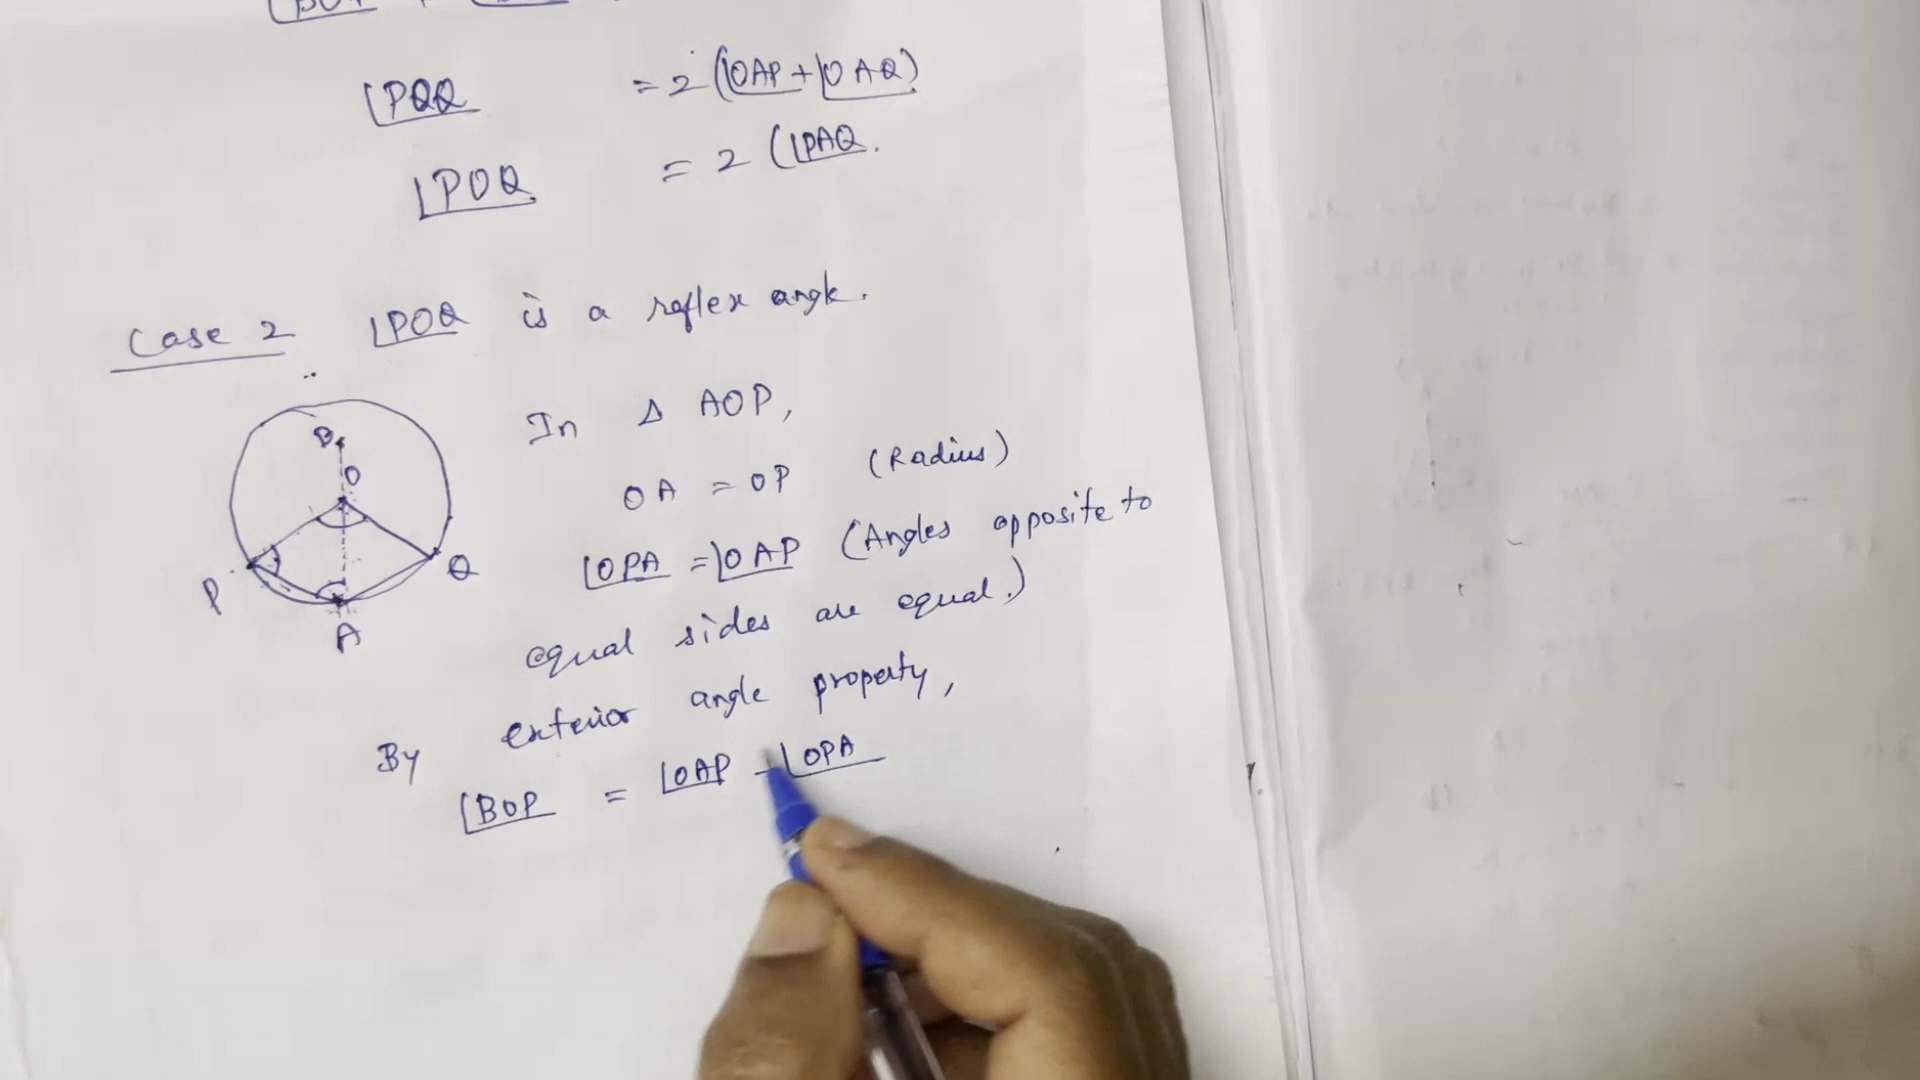 ∠POQ = 2 (∠OAP + ∠OAQ)
∠POQ = 2 (∠PAQ.
Case 2 ∠POQ is a reflex angle.
In Δ AOP,
OA = OP (Radius)
∠OPA = ∠OAP (Angles opposite to
equal sides are equal.)
By exterior angle property,
∠BOP = ∠OAP - ∠OPA
B
O
P
Q
A